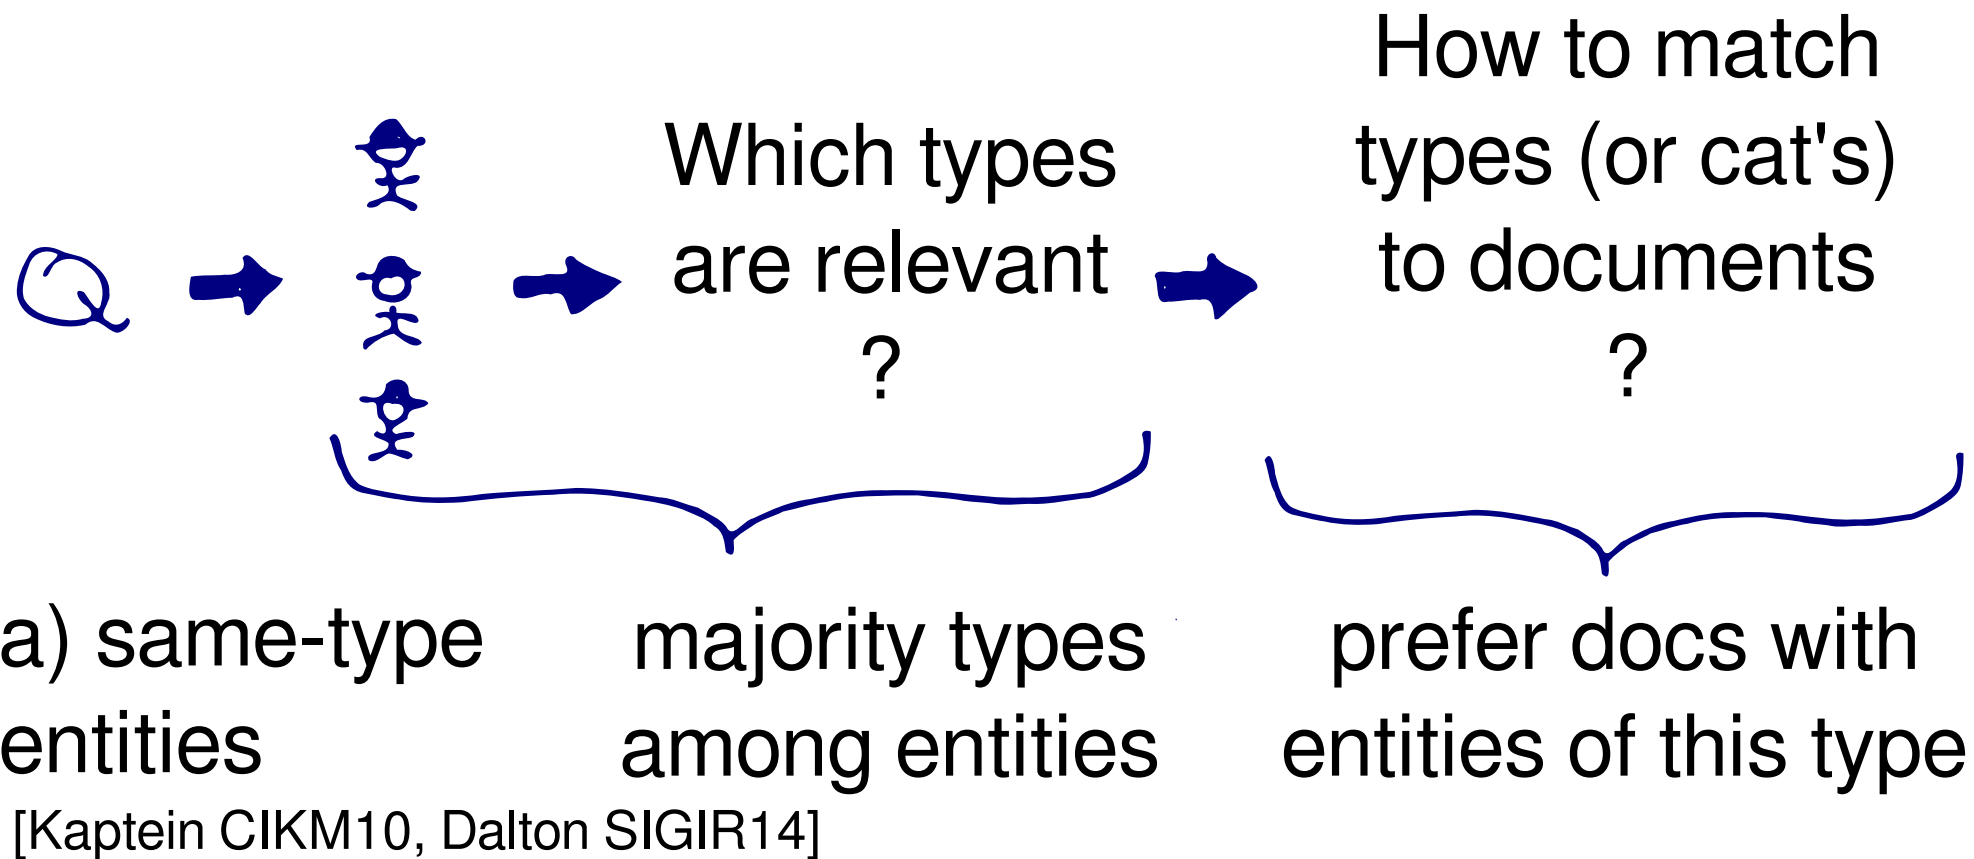 Q
Which types
are relevant
?
How to match
types (or cat's)
to documents
?
a) same-type
entities
majority types
among entities
prefer docs with
entities of this type
[Kaptein CIKM10, Dalton SIGIR14]